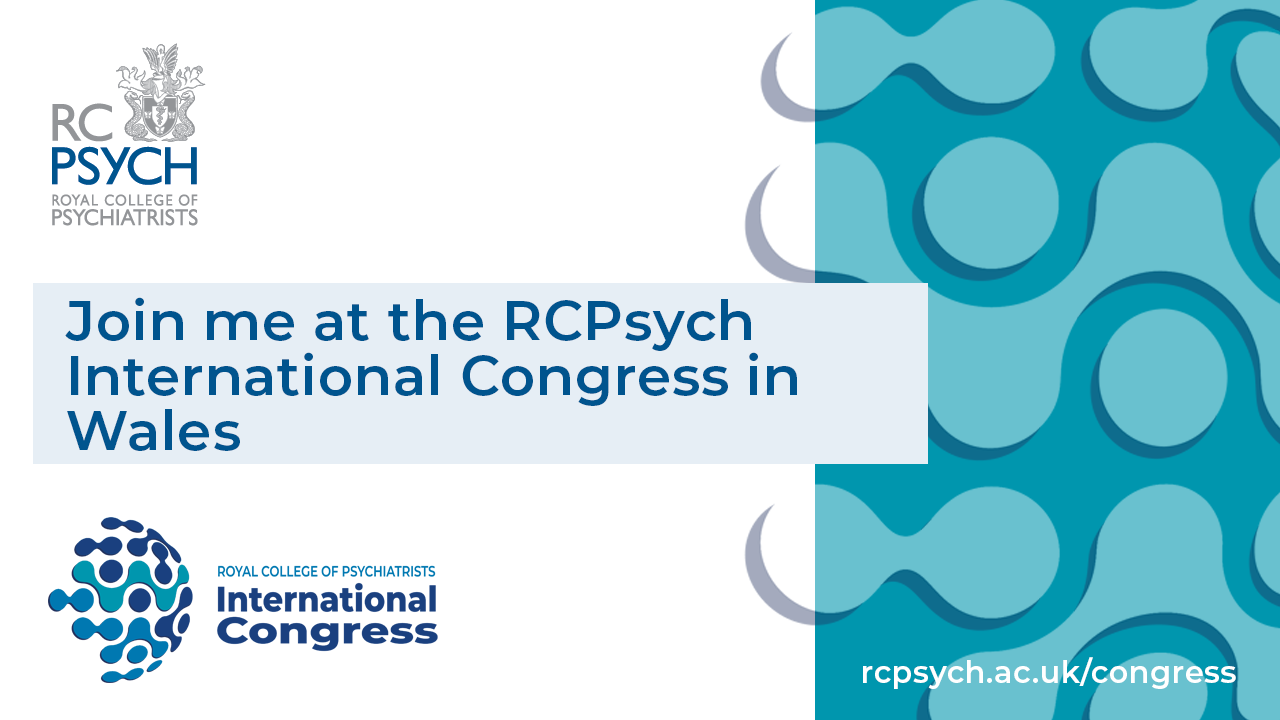 RC
PSYCH
ROYAL COLLEGE OF
PSYCHIATRISTS
Join me at the RCPsych
International Congress in
Wales
ROYAL COLLEGE OF PSYCHIATRISTS
International
Congress
rcpsych.ac.uk/congress